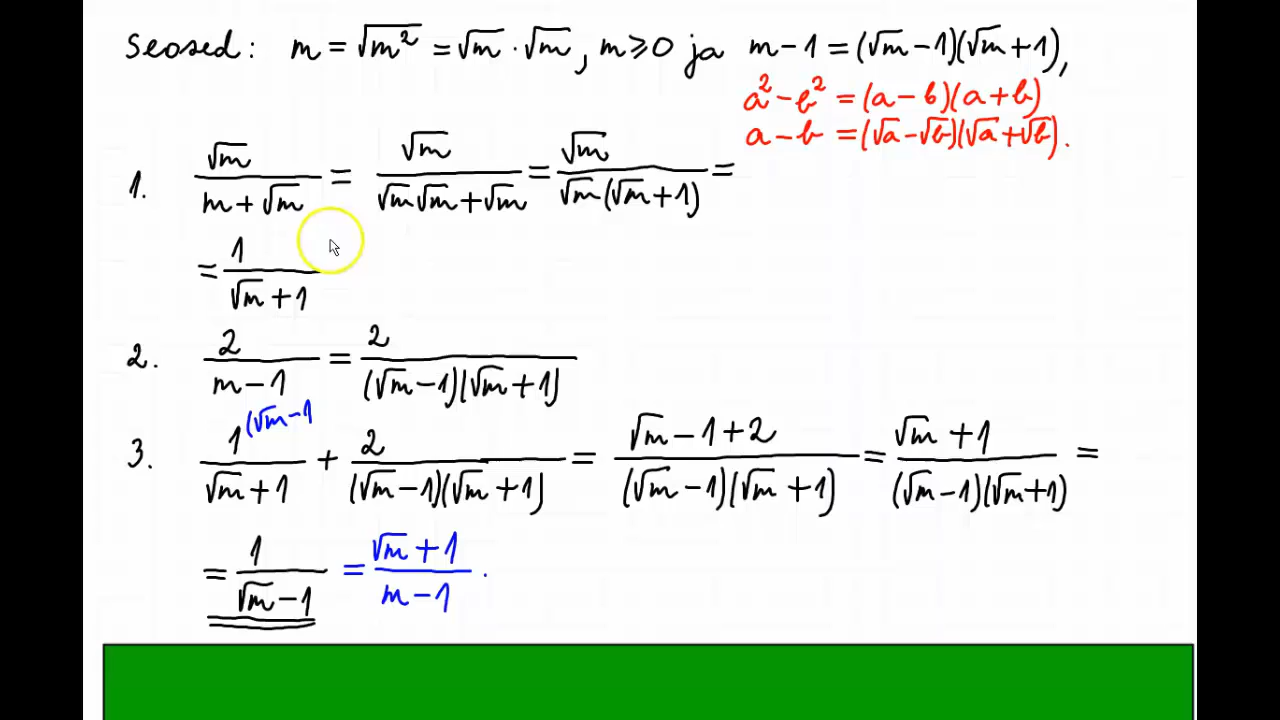 Seosed: m = √m² = √m · √m, m ≥ 0 ja m − 1 = (√m − 1)(√m + 1),
a² − b² = (a − b)(a + b)
a − b = (√a − √b)(√a + √b).
1. √m/(m + √m) = √m/(√m√m + √m) = √m/(√m(√m + 1)) =
= 1/(√m + 1)
2. 2/(m − 1) = 2/((√m − 1)(√m + 1))
3. 1^(√m − 1/(√m + 1) + 2/((√m − 1)(√m + 1)) = (√m − 1 + 2)/((√m − 1)(√m + 1)) = (√m + 1)/((√m − 1)(√m + 1)) =
= 1/(√m − 1) = (√m + 1)/(m − 1).